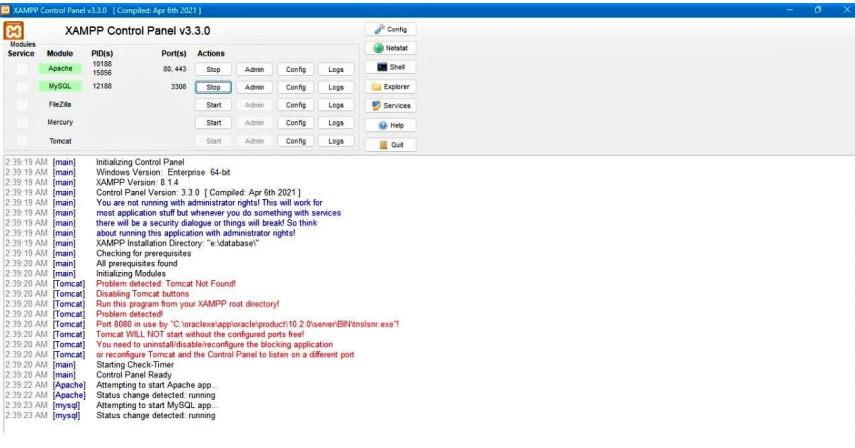 XAMPP Control Panel v3.3.0 [ Compiled: Apr 6th 2021 ]
XAMPP Control Panel v3.3.0
Config
Modules
Service Module PID(s) Port(s) Actions
Netstat
Apache 10188 15056 80, 443 Stop Admin Config Logs
Shell
MySQL 12188 3306 Stop Admin Config Logs
Explorer
FileZilla Start Admin Config Logs
Services
Mercury Start Admin Config Logs
Help
Tomcat Start Admin Config Logs
Quit
2:39:19 AM [main] Initializing Control Panel
2:39:19 AM [main] Windows Version: Enterprise 64-bit
2:39:19 AM [main] XAMPP Version: 8.1.4
2:39:19 AM [main] Control Panel Version: 3.3.0 [ Compiled: Apr 6th 2021 ]
2:39:19 AM [main] You are not running with administrator rights! This will work for
2:39:19 AM [main] most application stuff but whenever you do something with services
2:39:19 AM [main] there will be a security dialogue or things will break! So think
2:39:19 AM [main] about running this application with administrator rights!
2:39:19 AM [main] XAMPP Installation Directory: "e:\database\"
2:39:19 AM [main] Checking for prerequisites
2:39:20 AM [main] All prerequisites found
2:39:20 AM [main] Initializing Modules
2:39:20 AM [Tomcat] Problem detected: Tomcat Not Found!
2:39:20 AM [Tomcat] Disabling Tomcat buttons
2:39:20 AM [Tomcat] Run this program from your XAMPP root directory!
2:39:20 AM [Tomcat] Problem detected!
2:39:20 AM [Tomcat] Port 8080 in use by "C:\oraclexe\app\oracle\product\10.2.0\server\BIN\tnslsnr.exe"!
2:39:20 AM [Tomcat] Tomcat WILL NOT start without the configured ports free!
2:39:20 AM [Tomcat] You need to uninstall/disable/reconfigure the blocking application
2:39:20 AM [Tomcat] or reconfigure Tomcat and the Control Panel to listen on a different port
2:39:20 AM [main] Starting Check-Timer
2:39:20 AM [main] Control Panel Ready
2:39:22 AM [Apache] Attempting to start Apache app...
2:39:22 AM [Apache] Status change detected: running
2:39:23 AM [mysql] Attempting to start MySQL app...
2:39:23 AM [mysql] Status change detected: running